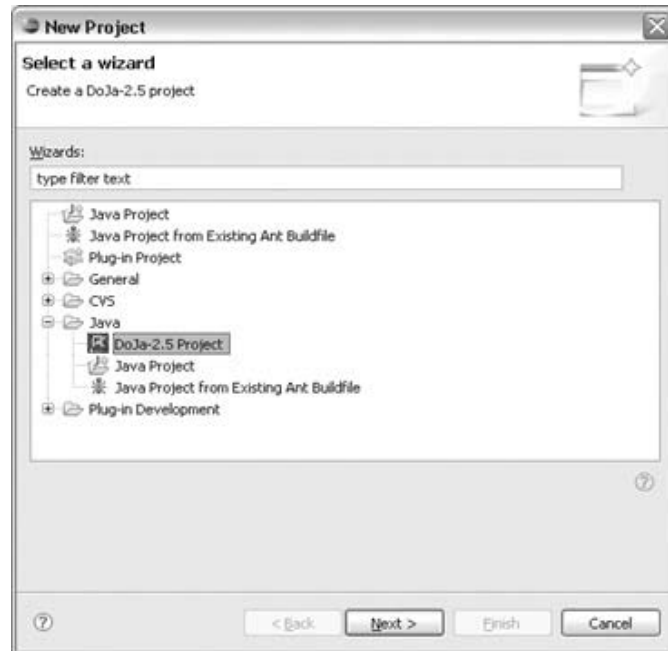 New Project
Select a wizard
Create a DoJa-2.5 project
Wizards:
type filter text
Java Project
Java Project from Existing Ant Buildfile
Plug-in Project
General
CVS
Java
DoJa-2.5 Project
Java Project
Java Project from Existing Ant Buildfile
Plug-in Development
?
? < Back Next > Finish Cancel